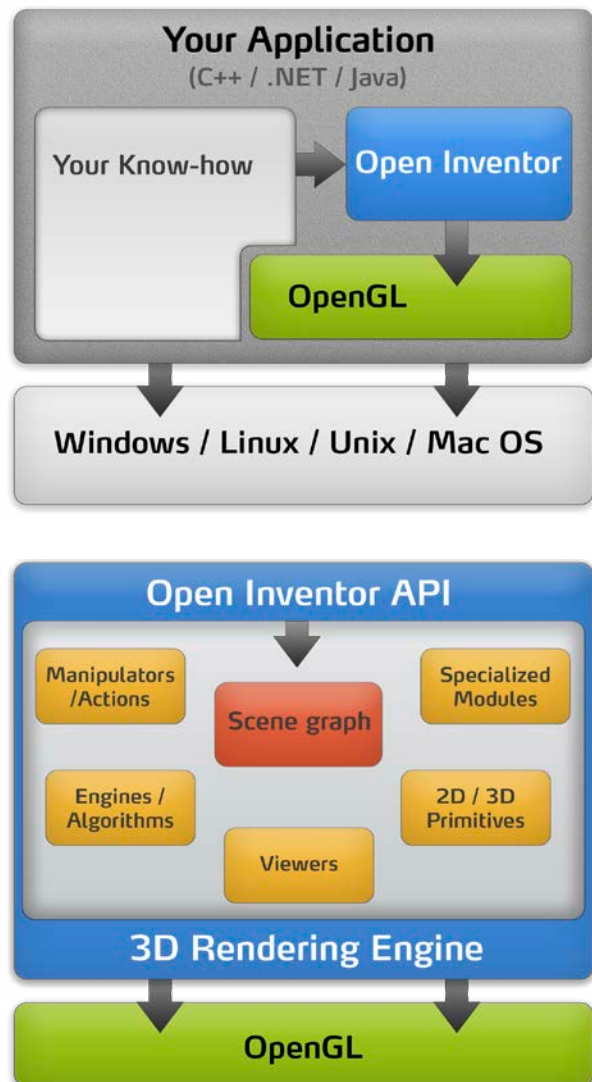 Your Application
(C++ / .NET / Java)
Your Know-how
Open Inventor
OpenGL
Windows / Linux / Unix / Mac OS
Open Inventor API
Manipulators
/Actions
Specialized
Modules
Scene graph
Engines /
Algorithms
2D / 3D
Primitives
Viewers
3D Rendering Engine
OpenGL